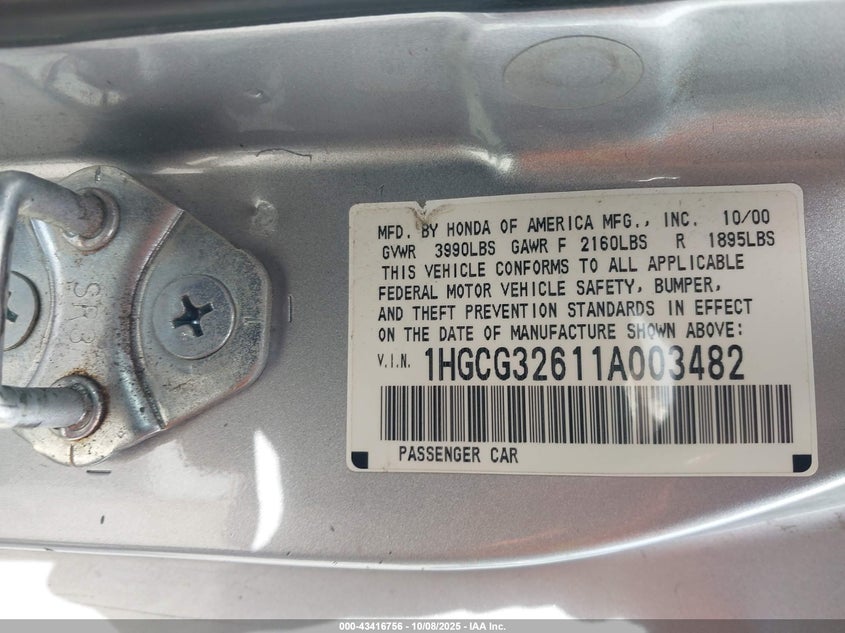 MFD. BY HONDA OF AMERICA MFG., INC. 10/00
GVWR 3990LBS GAWR F 2160LBS R 1895LBS
THIS VEHICLE CONFORMS TO ALL APPLICABLE
FEDERAL MOTOR VEHICLE SAFETY, BUMPER,
AND THEFT PREVENTION STANDARDS IN EFFECT
ON THE DATE OF MANUFACTURE SHOWN ABOVE:
V.I.N. 1HGCG32611A003482
PASSENGER CAR
SF3
000-43416756 - 10/08/2025 - IAA Inc.